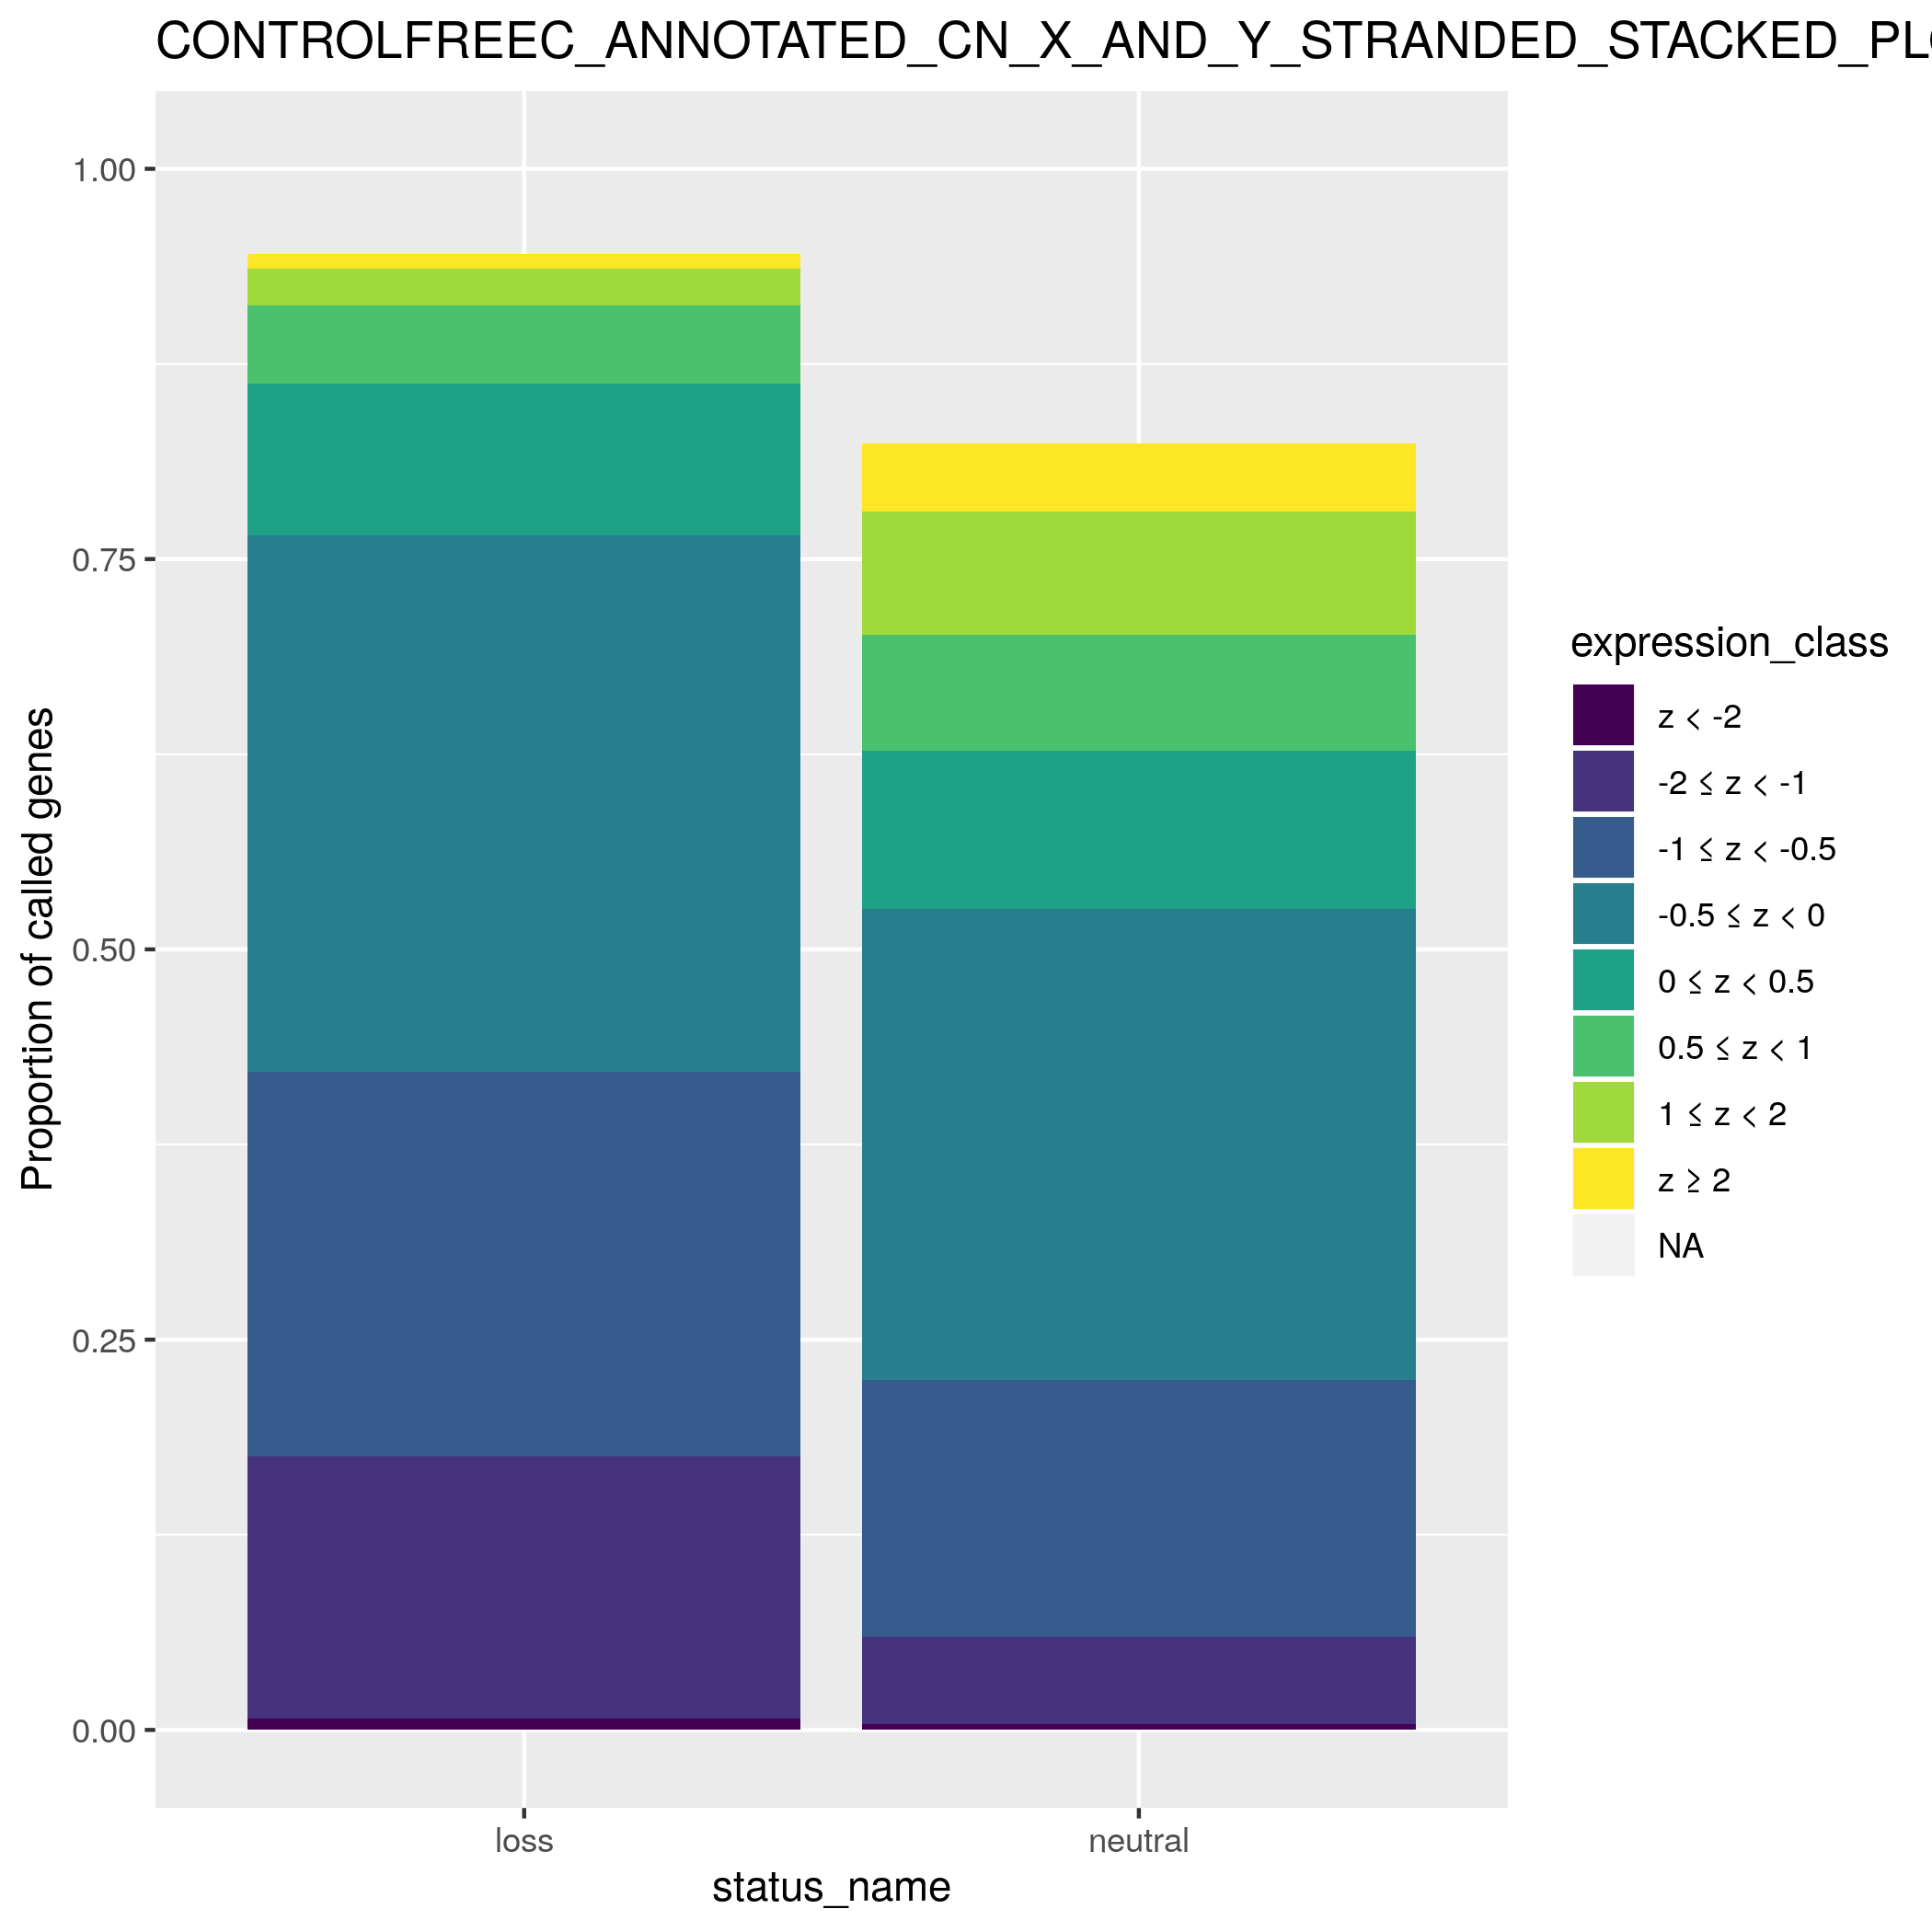 CONTROLFREEC_ANNOTATED_CN_X_AND_Y_STRANDED_STACKED_PL
1.00
0.75
0.50
0.25
0.00
Proportion of called genes
loss neutral
status_name
expression_class
z < -2
-2 ≤ z < -1
-1 ≤ z < -0.5
-0.5 ≤ z < 0
0 ≤ z < 0.5
0.5 ≤ z < 1
1 ≤ z < 2
z ≥ 2
NA